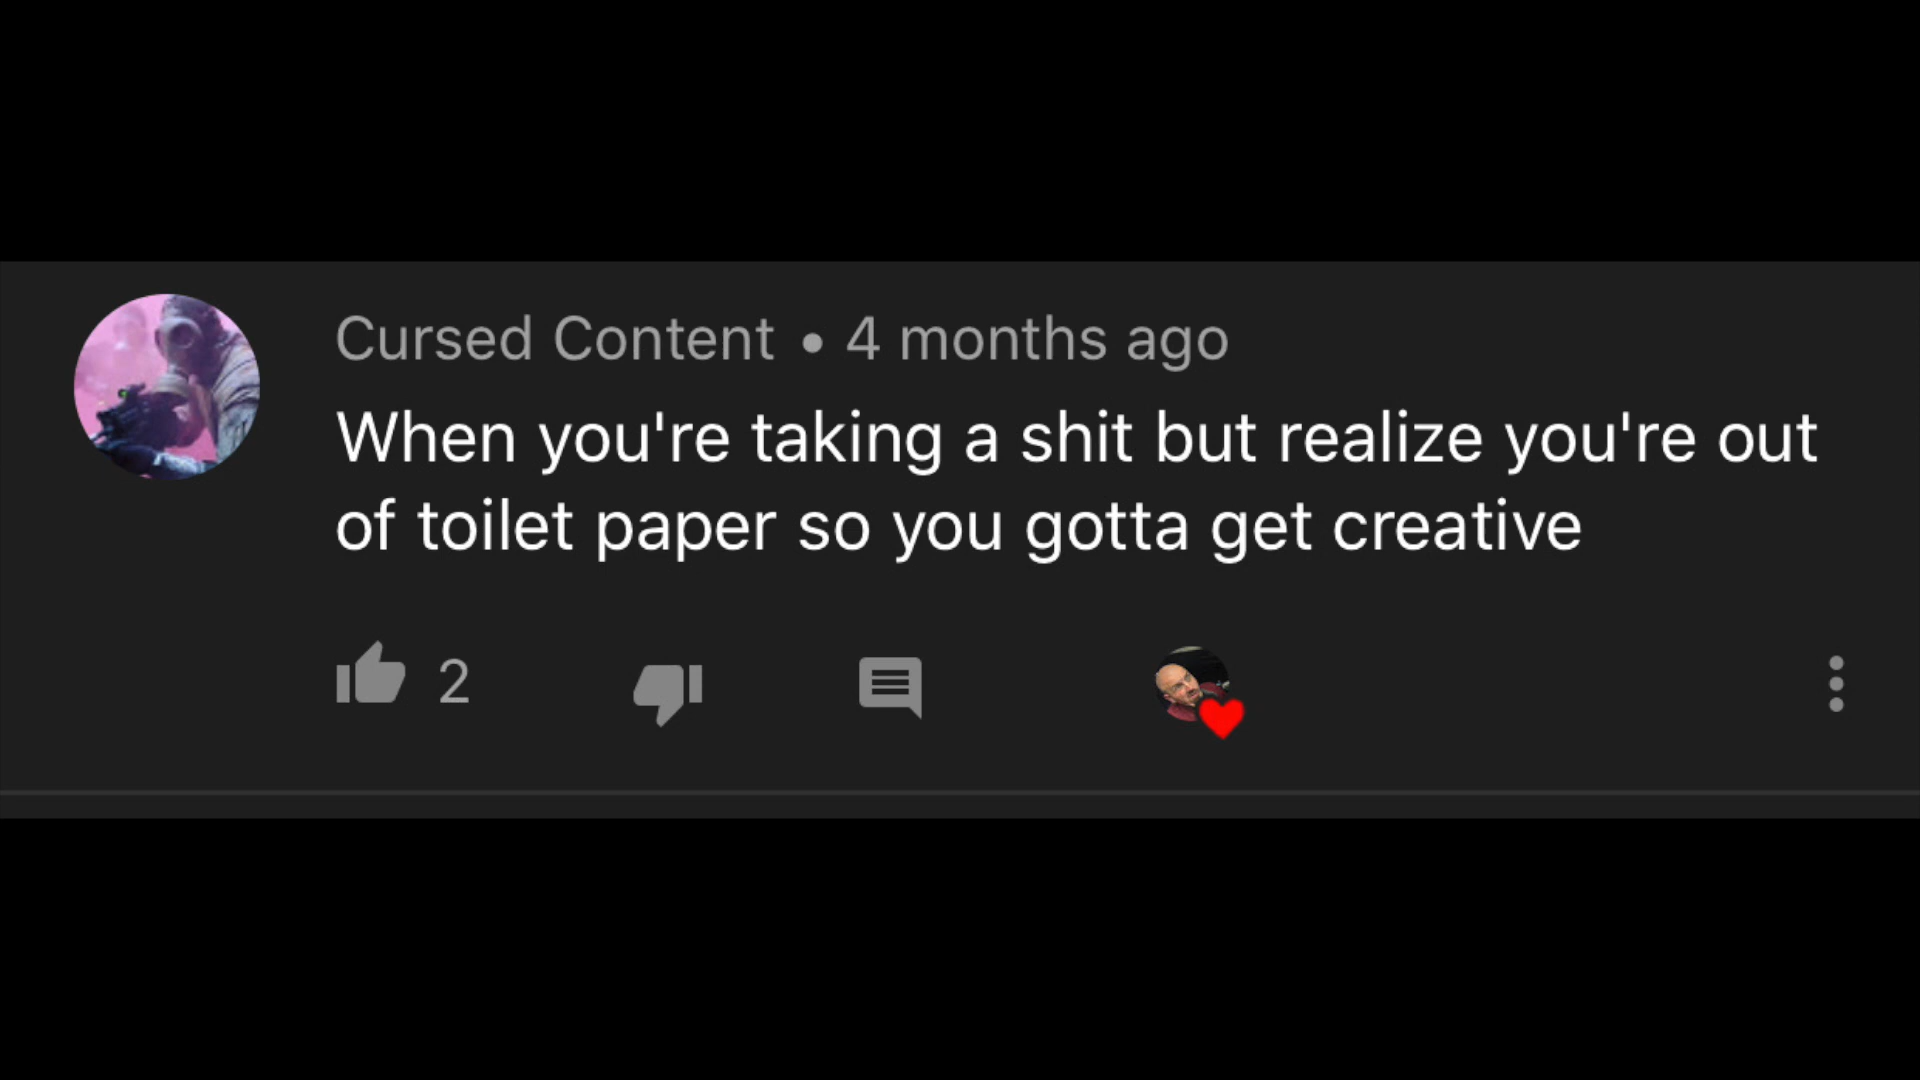 Cursed Content • 4 months ago
When you're taking a shit but realize you're out
of toilet paper so you gotta get creative
2